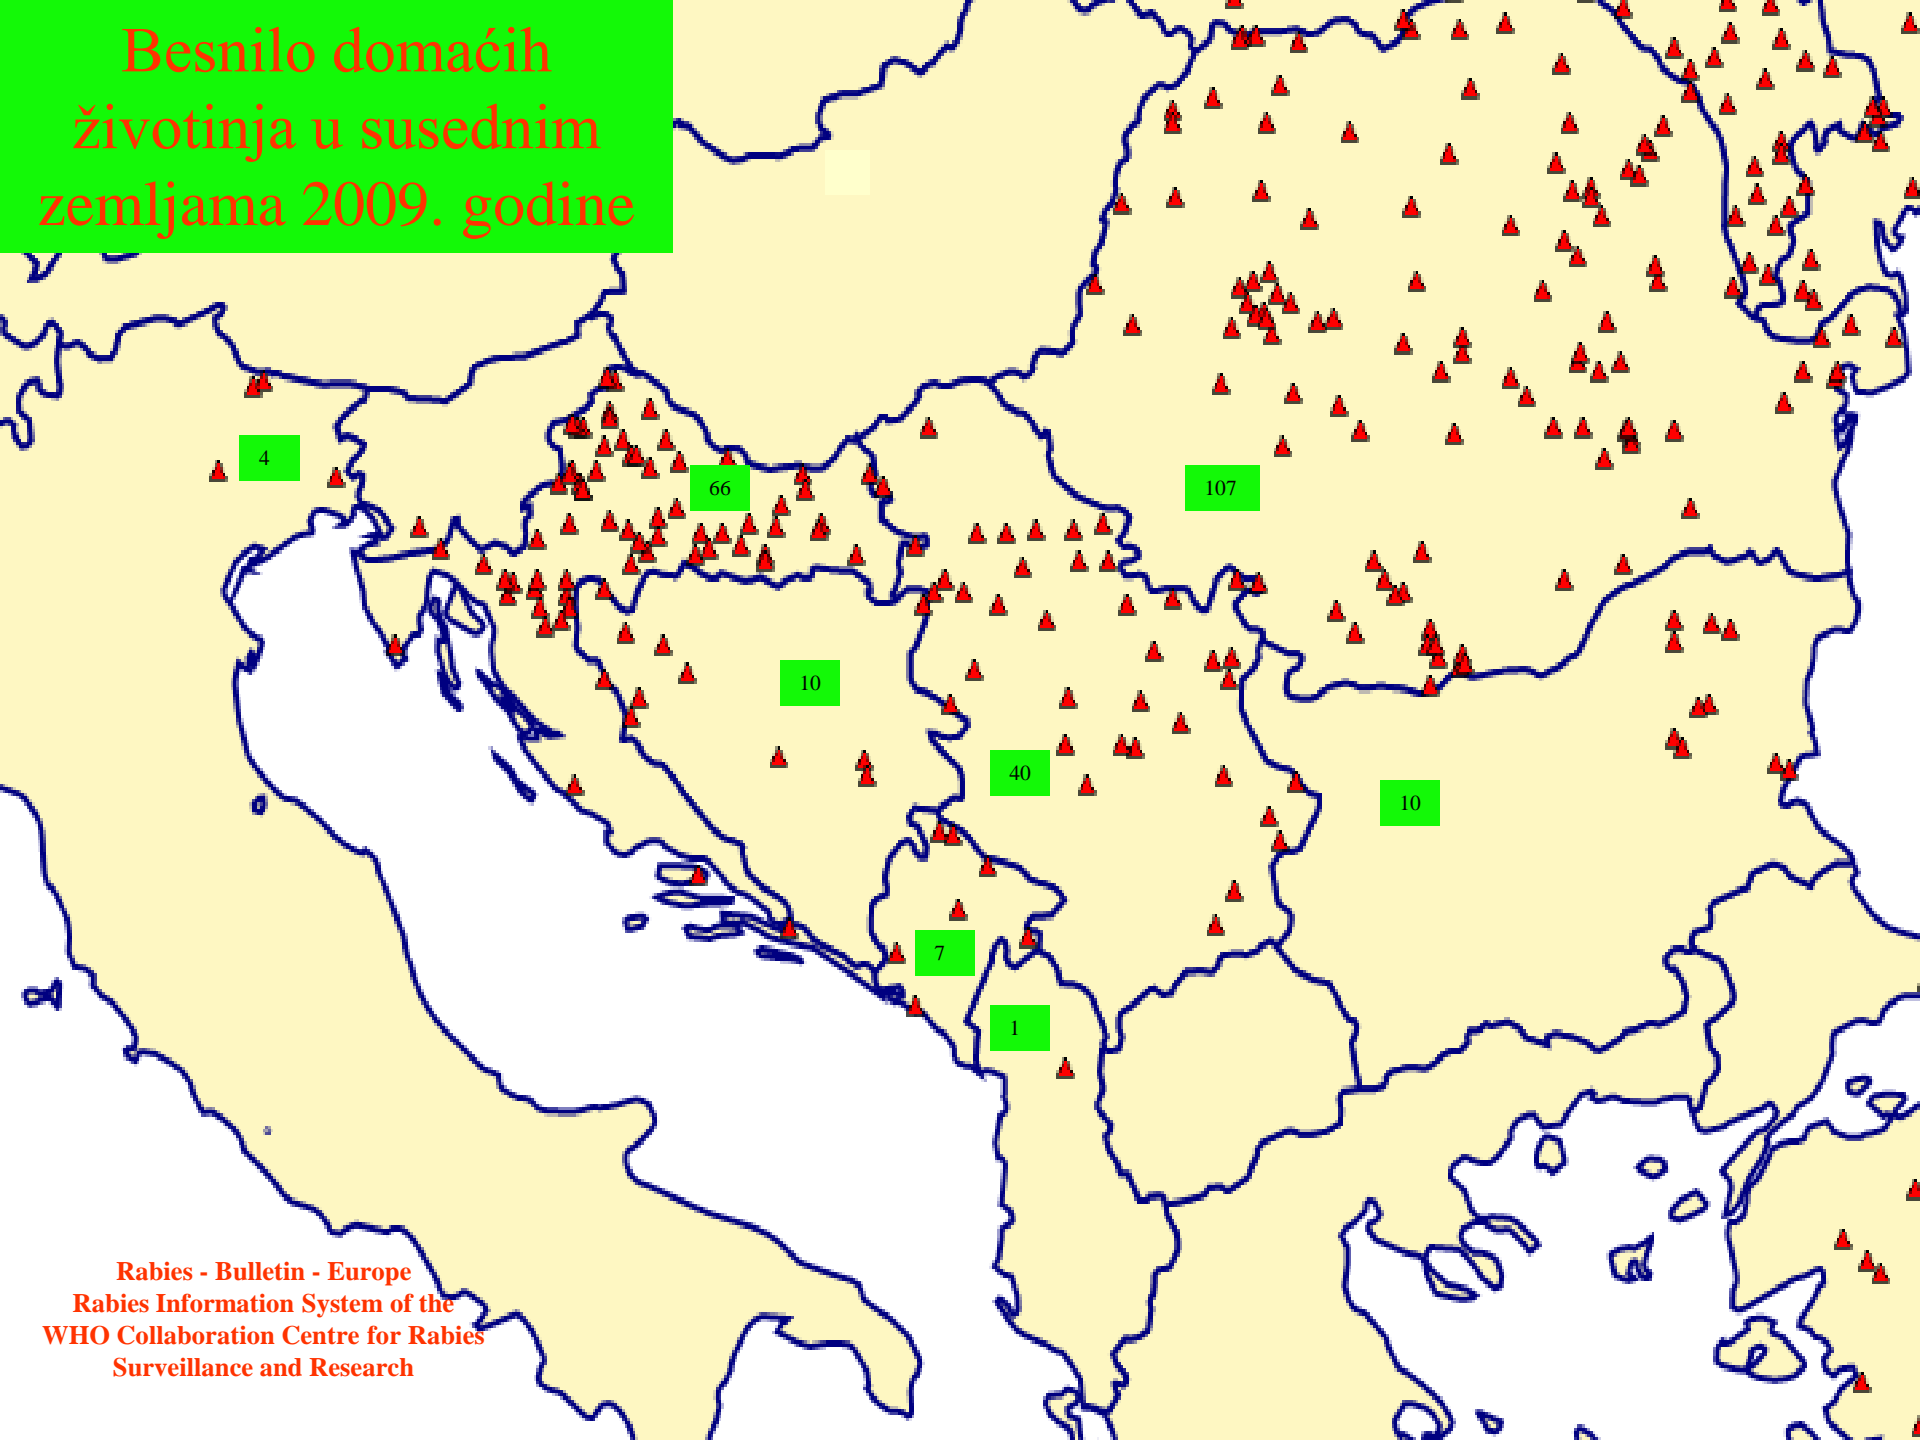 Besnilo domaćih
životinja u susednim
zemljama 2009. godine
4
66
107
10
40
10
7
1
Rabies - Bulletin - Europe
Rabies Information System of the
WHO Collaboration Centre for Rabies
Surveillance and Research